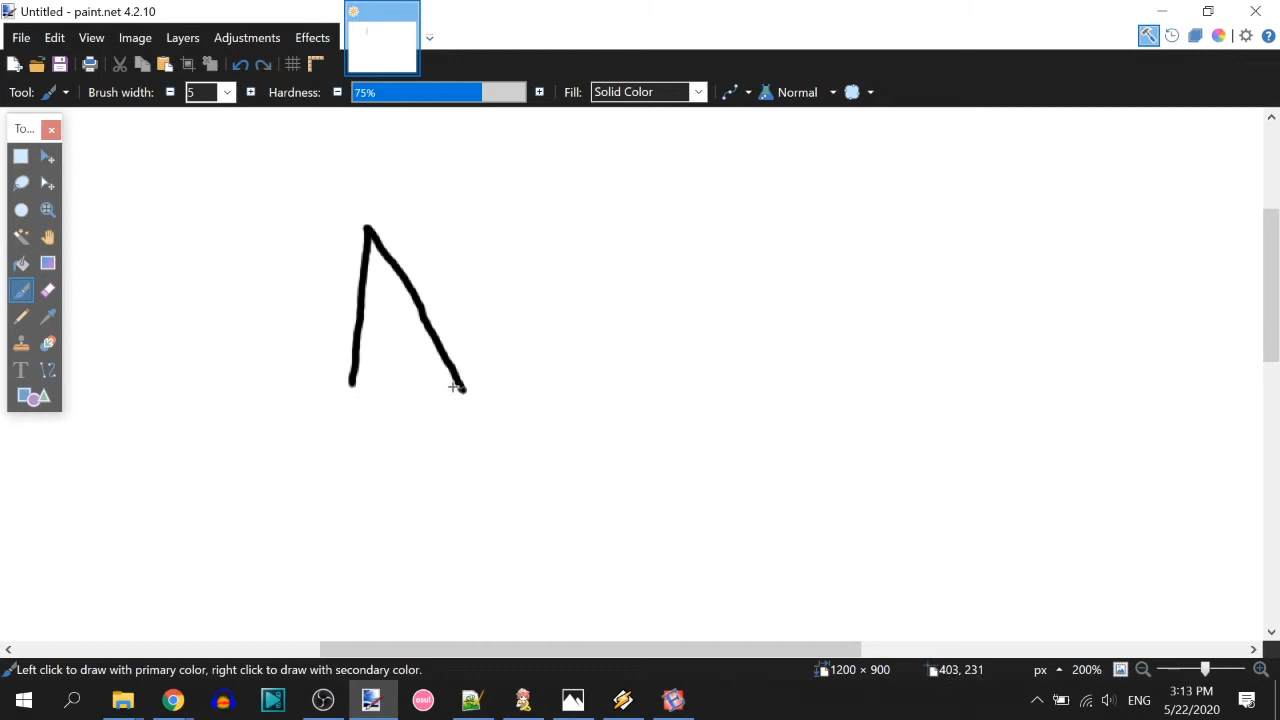 Untitled - paint.net 4.2.10
File Edit View Image Layers Adjustments Effects
Tool: Brush width: 5 Hardness: 75% Fill: Solid Color Normal
To...
T
Left click to draw with primary color, right click to draw with secondary color. 1200 × 900 403, 231 px 200%
osu!
ENG
3:13 PM
5/22/2020